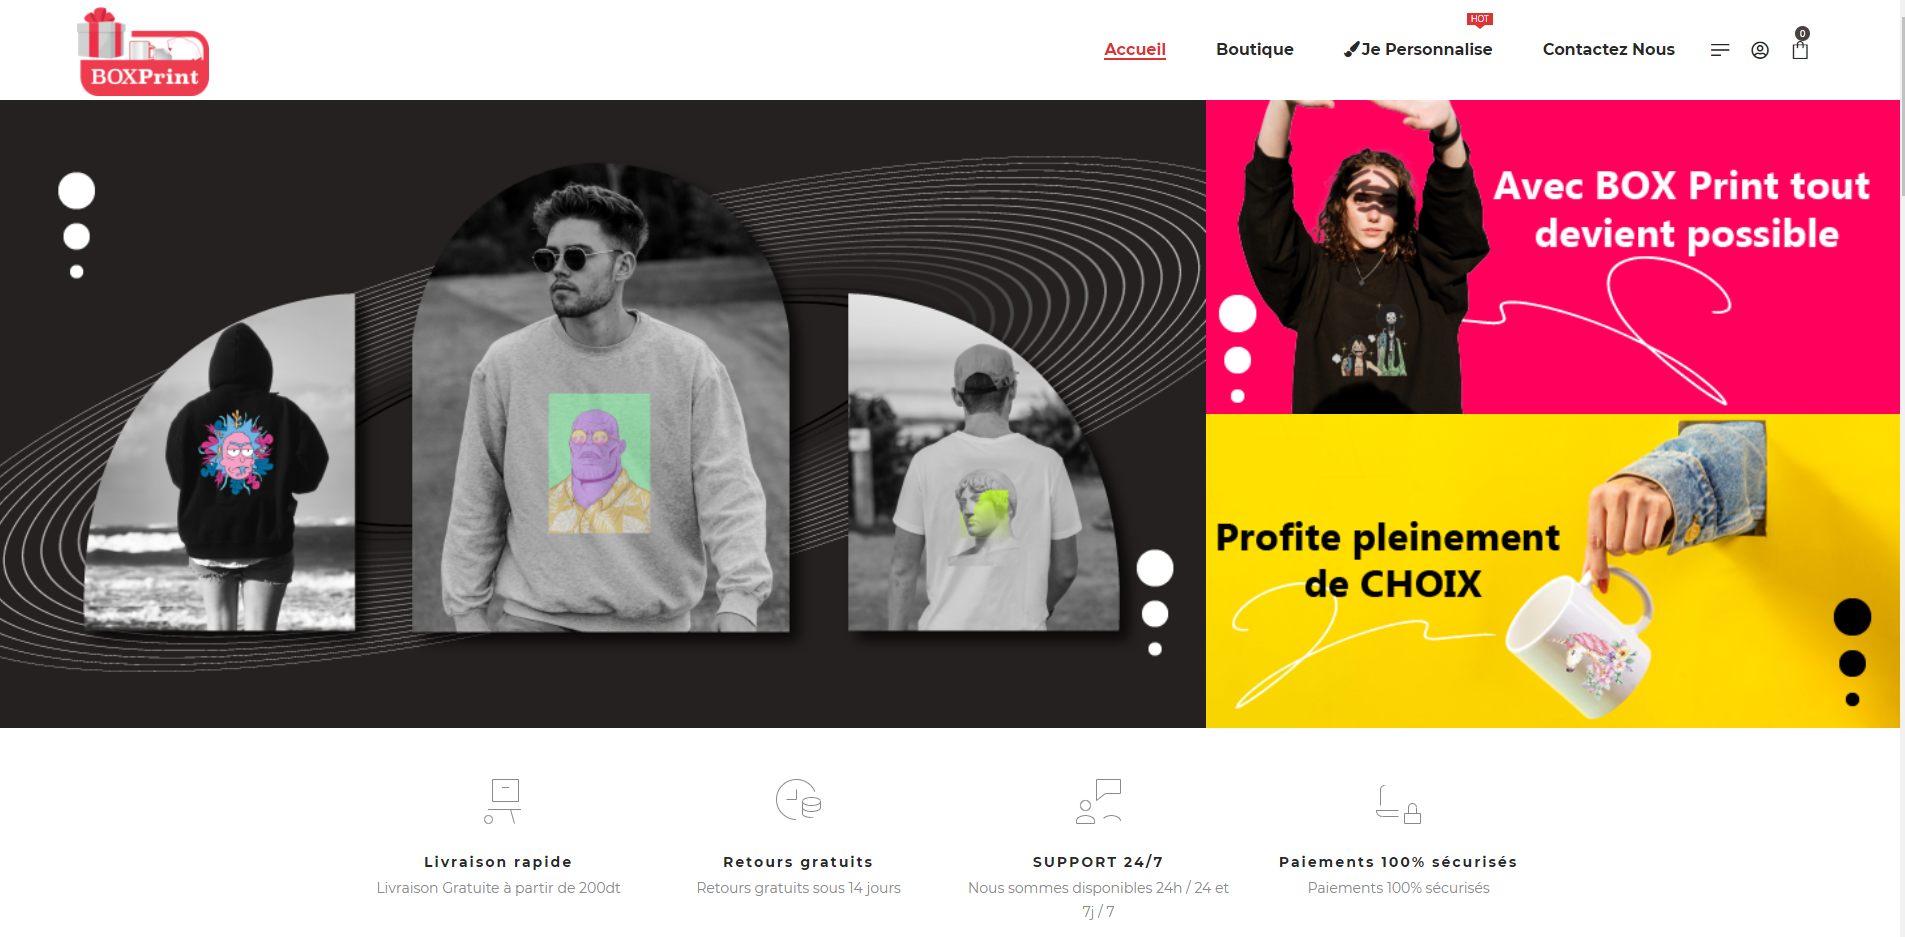 BOXPrint
HOT
Accueil
Boutique
Je Personnalise
Contactez Nous
0
Avec BOX Print tout
devient possible
Profite pleinement
de CHOIX
Livraison rapide
Livraison Gratuite à partir de 200dt
Retours gratuits
Retours gratuits sous 14 jours
SUPPORT 24/7
Nous sommes disponibles 24h / 24 et
7j / 7
Paiements 100% sécurisés
Paiements 100% sécurisés